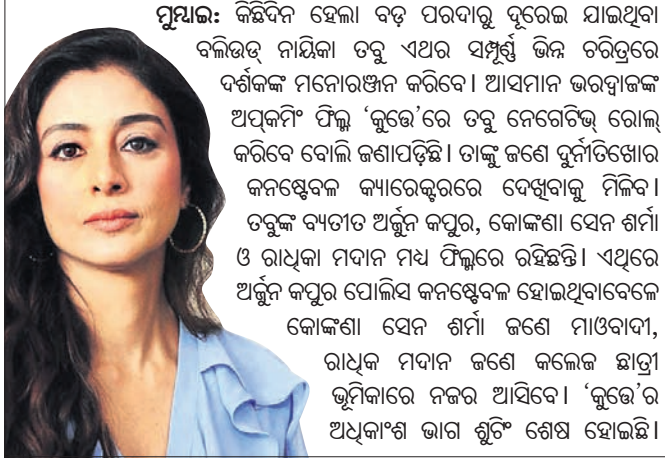 ମୁମ୍ବାଇ: କିଛିଦିନ ହେଲା ବଡ଼ ପରଦାରୁ ଦୂରେଇ ଯାଇଥିବା
ବଲିଉଡ୍ ନାୟିକା ତବୁ ଏଥର ସମ୍ପୂର୍ଣ୍ଣ ଭିନ୍ନ ଚରିତ୍ରରେ
ଦର୍ଶକଙ୍କ ମନୋରଞ୍ଜନ କରିବେ। ଆସମାନ ଭରଦ୍ୱାଜଙ୍କ
ଅପ୍‌କମିଂ ଫିଲ୍ମ ‘କୁତ୍ତେ’ରେ ତବୁ ନେଗେଟିଭ୍ ରୋଲ୍
କରିବେ ବୋଲି ଜଣାପଡ଼ିଛି। ତାଙ୍କୁ ଜଣେ ଦୁର୍ନୀତିଖୋର
କନଷ୍ଟେବଳ କ୍ୟାରେକ୍ଟରରେ ଦେଖିବାକୁ ମିଳିବ।
ତବୁଙ୍କ ବ୍ୟତୀତ ଅର୍ଜୁନ କପୁର, କୋଙ୍କଣା ସେନ ଶର୍ମା
ଓ ରାଧିକା ମଦାନ ମଧ୍ୟ ଫିଲ୍ମରେ ରହିଛନ୍ତି। ଏଥିରେ
ଅର୍ଜୁନ କପୁର ପୋଲିସ କନଷ୍ଟେବଳ ହୋଇଥିବାବେଳେ
କୋଙ୍କଣା ସେନ ଶର୍ମା ଜଣେ ମାଓବାଦୀ,
ରାଧିକ ମଦାନ ଜଣେ କଲେଜ ଛାତ୍ରୀ
ଭୂମିକାରେ ନଜର ଆସିବେ। ‘କୁତ୍ତେ’ର
ଅଧିକାଂଶ ଭାଗ ଶୁଟିଂ ଶେଷ ହୋଇଛି।